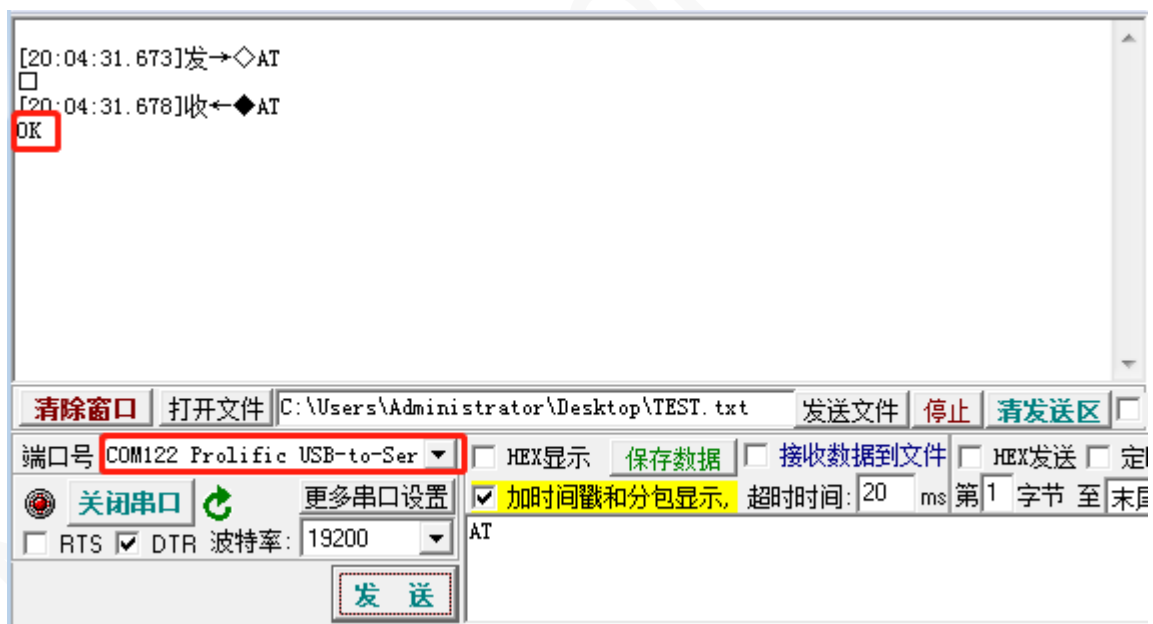 [20:04:31.673]发→◇AT
□
[20:04:31.678]收←◆AT
OK
清除窗口 打开文件 C:\Users\Administrator\Desktop\TEST.txt 发送文件 停止 清发送区
端口号 COM122 Prolific USB-to-Ser HEX显示 保存数据 接收数据到文件 HEX发送 定
关闭串口 更多串口设置 加时间戳和分包显示, 超时时间: 20 ms 第 1 字节 至 末尾
RTS DTR 波特率: 19200 AT
发 送